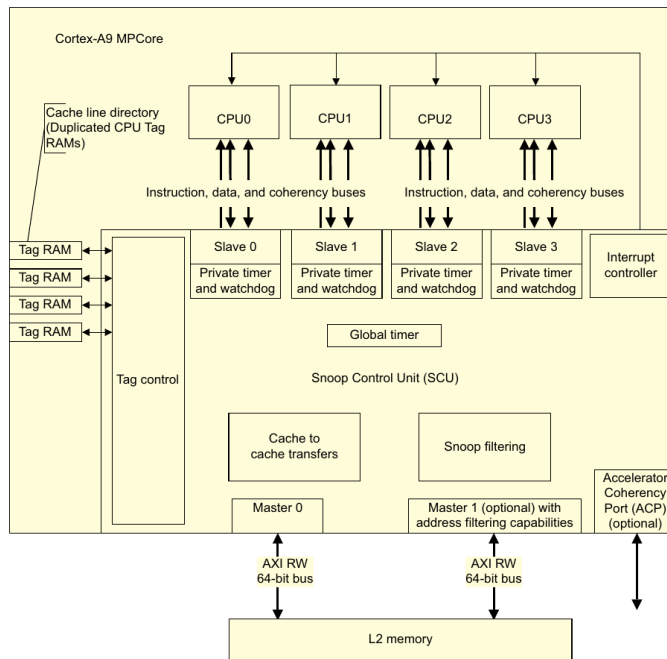 Cortex-A9 MPCore
Cache line directory
(Duplicated CPU Tag
RAMs)
CPU0
CPU1
CPU2
CPU3
Instruction, data, and coherency buses
Instruction, data, and coherency buses
Tag RAM
Tag RAM
Tag RAM
Tag RAM
Tag control
Slave 0
Private timer
and watchdog
Slave 1
Private timer
and watchdog
Slave 2
Private timer
and watchdog
Slave 3
Private timer
and watchdog
Interrupt
controller
Global timer
Snoop Control Unit (SCU)
Cache to
cache transfers
Snoop filtering
Master 0
Master 1 (optional) with
address filtering capabilities
Accelerator
Coherency
Port (ACP)
(optional)
AXI RW
64-bit bus
AXI RW
64-bit bus
L2 memory